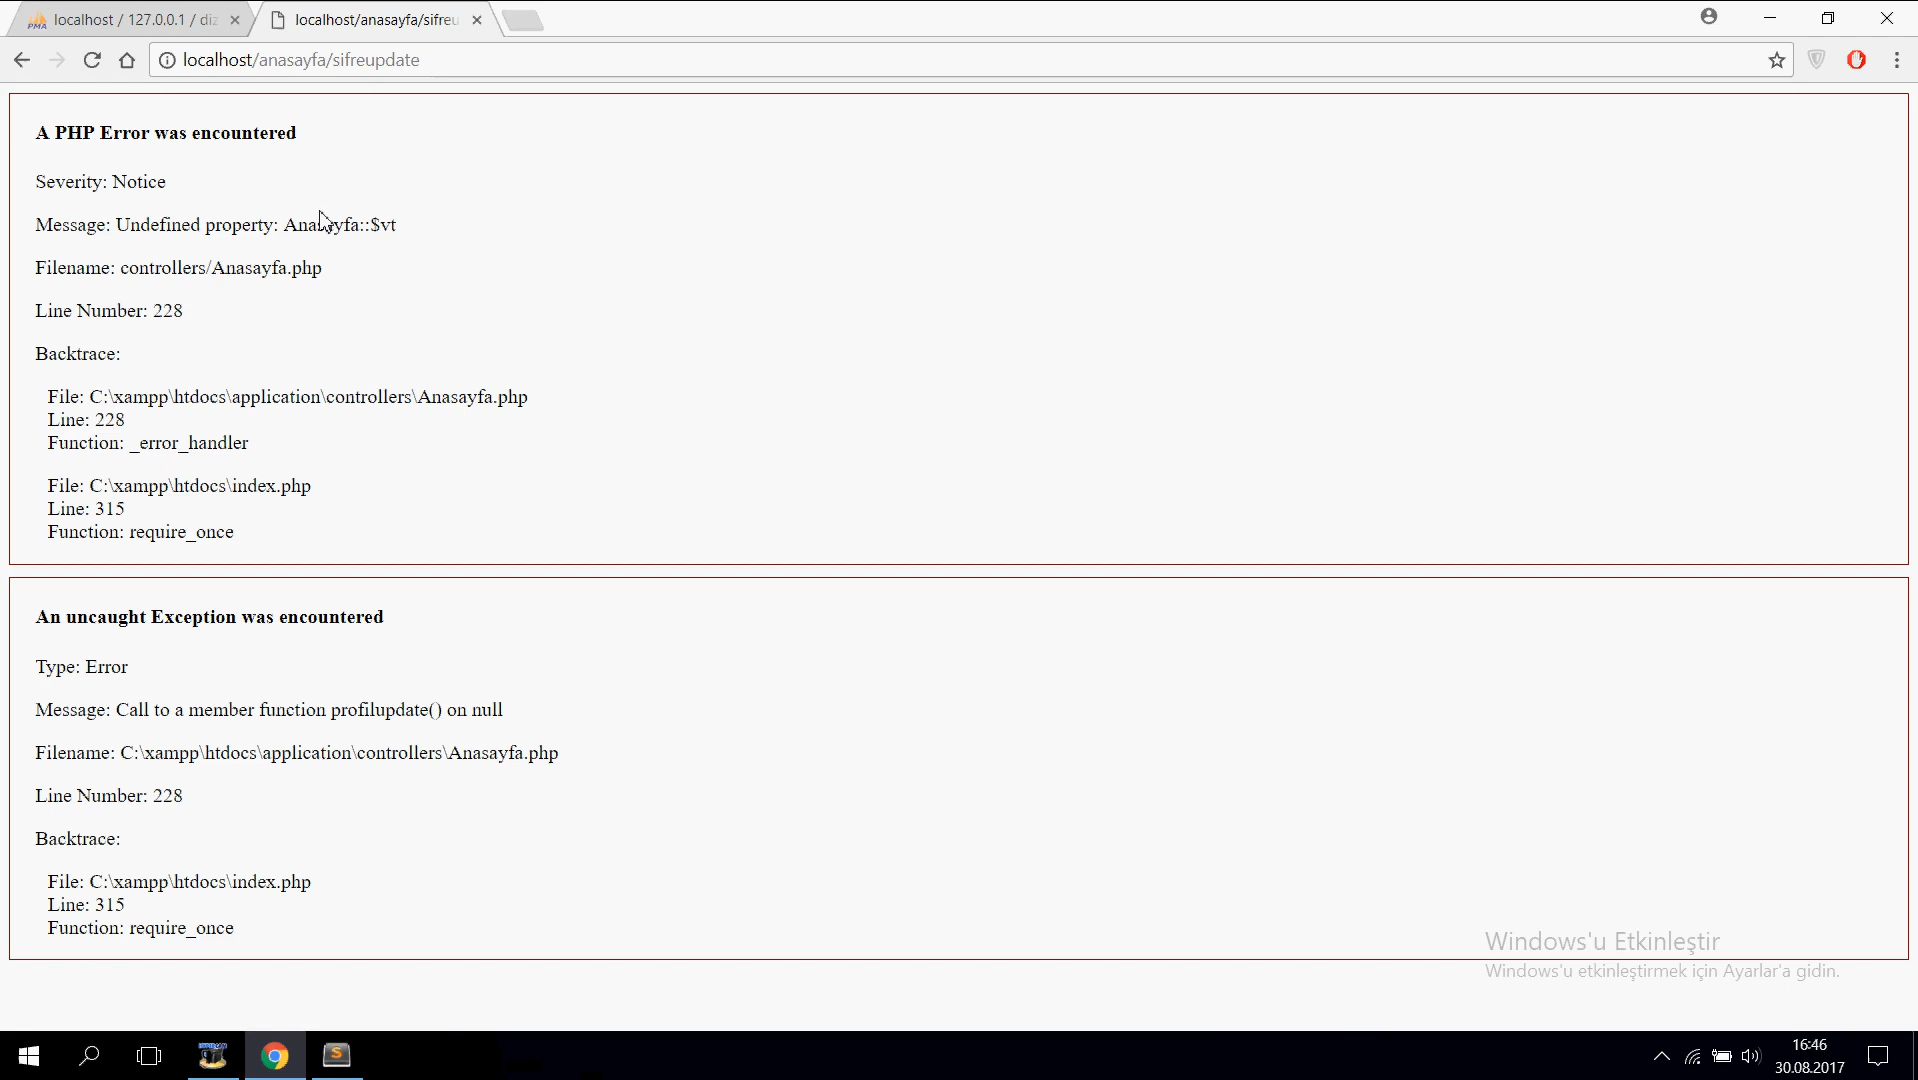 localhost / 127.0.0.1 / diz
localhost/anasayfa/sifreu
localhost/anasayfa/sifreupdate
A PHP Error was encountered
Severity: Notice
Message: Undefined property: Anasayfa::$vt
Filename: controllers/Anasayfa.php
Line Number: 228
Backtrace:
File: C:\xampp\htdocs\application\controllers\Anasayfa.php
Line: 228
Function: _error_handler
File: C:\xampp\htdocs\index.php
Line: 315
Function: require_once
An uncaught Exception was encountered
Type: Error
Message: Call to a member function profilupdate() on null
Filename: C:\xampp\htdocs\application\controllers\Anasayfa.php
Line Number: 228
Backtrace:
File: C:\xampp\htdocs\index.php
Line: 315
Function: require_once
Windows'u Etkinleştir
Windows'u etkinleştirmek için Ayarlar'a gidin.
16:46
30.08.2017